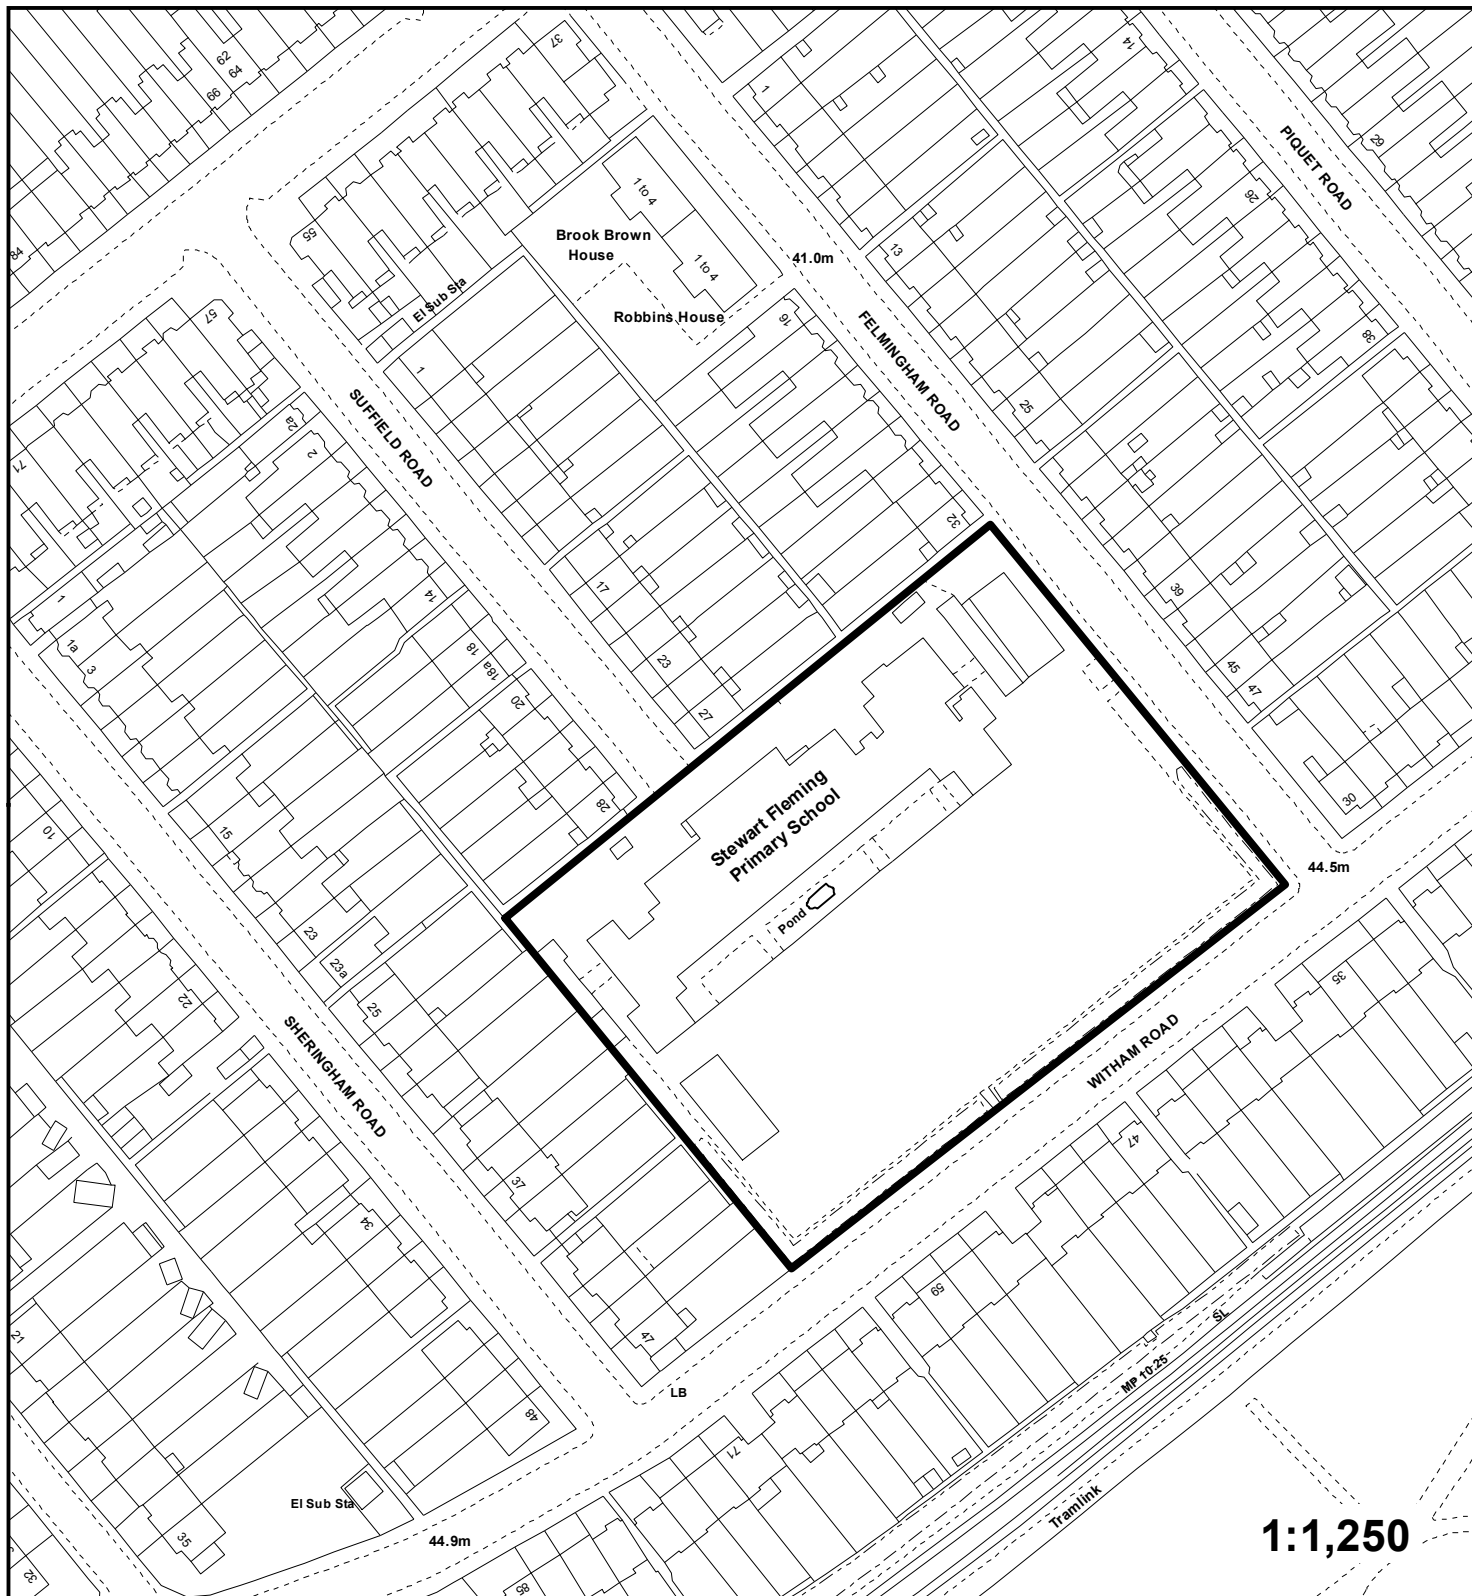 62
64
66
37
14
1
PIQUET ROAD
29
84
55
1 to 4
Brook Brown
House
1 to 4
41.0m
13
26
El Sub Sta
Robbins House
57
16
FELMINGHAM ROAD
38
1
SUFFIELD ROAD
25
2a
2
71
32
17
39
14
1
1a
3
18
18a
23
45
47
20
27
Stewart Fleming
Primary School
28
30
10
15
44.5m
Pond
23
23a
25
22
35
SHERINGHAM ROAD
WITHAM ROAD
47
37
34
59
21
47
SL
MP 10.25
LB
48
71
El Sub Sta
Tramlink
44.9m
35
32
85
1:1,250